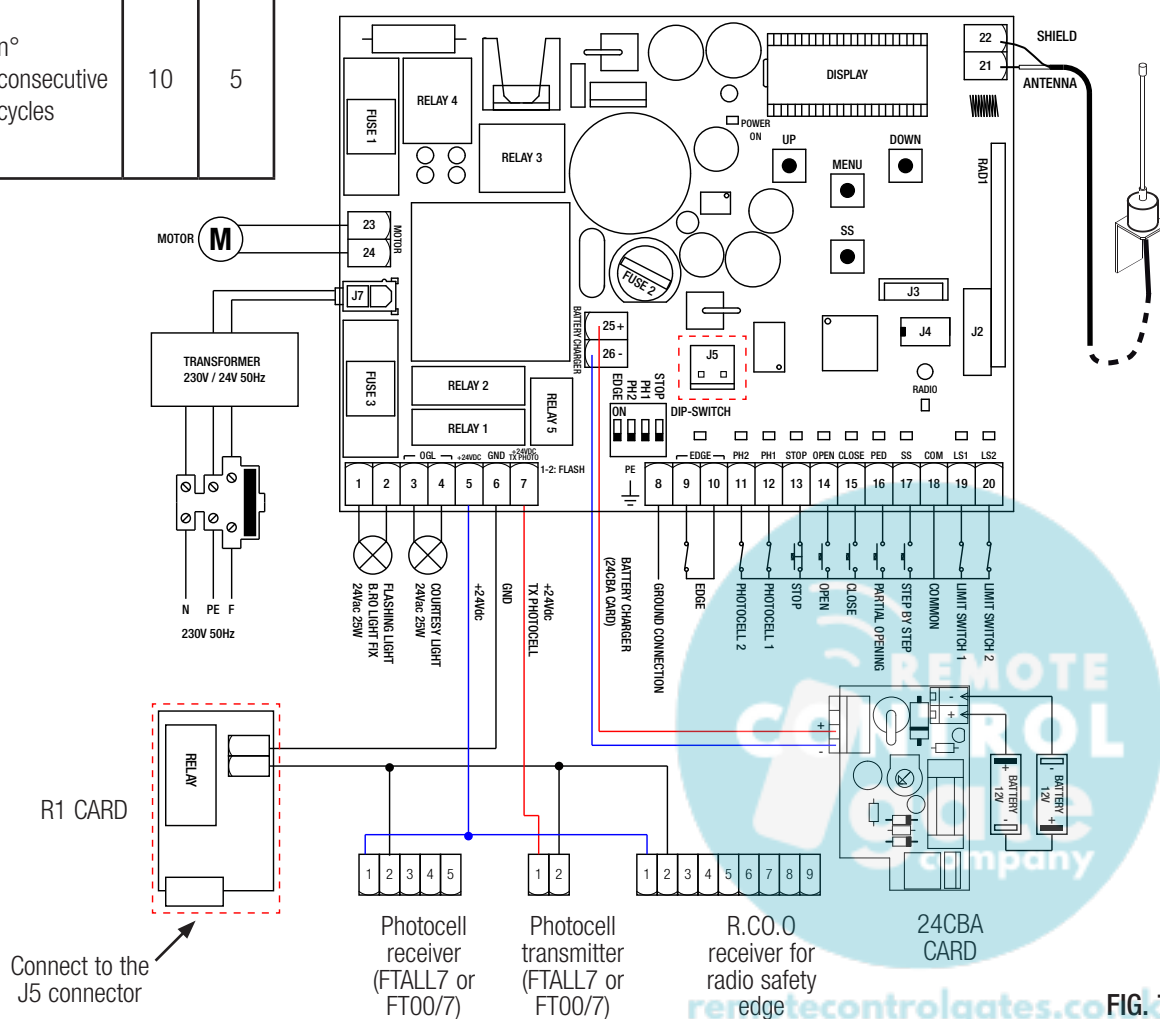 n°
consecutive
cycles
10
5
22
SHIELD
21
ANTENNA
DISPLAY
FUSE 1
RELAY 4
RELAY 3
POWER
ON
UP
MENU
DOWN
SS
RAD1
MOTOR
M
23
24
MOTOR
J7
FUSE 2
J3
J4
J2
TRANSFORMER
230V / 24V 50Hz
FUSE 3
BATTERY CHARGER
25 +
26 -
J5
RADIO
RELAY 2
RELAY 1
RELAY 5
EDGE
PH2
PH1
STOP
ON
DIP-SWITCH
OGL
+24VDC
GND
+24VDC
TX PHOTO
1-2: FLASH
PE
EDGE
PH2
PH1
STOP
OPEN
CLOSE
PED
SS
COM
LS1
LS2
1
2
3
4
5
6
7
8
9
10
11
12
13
14
15
16
17
18
19
20
N
PE
F
230V 50Hz
FLASHING LIGHT
B.RO LIGHT FIX
24Vac 25W
COURTESY LIGHT
24Vac 25W
+24Vdc
GND
+24Vdc
TX PHOTOCELL
BATTERY CHARGER
(24CBA CARD)
GROUND CONNECTION
EDGE
PHOTOCELL 2
PHOTOCELL 1
STOP
OPEN
CLOSE
PARTIAL OPENING
STEP BY STEP
COMMON
LIMIT SWITCH 1
LIMIT SWITCH 2
REMOTE
CONTROL
gate
company
RELAY
R1 CARD
+
-
-
+
+
BATTERY
12V
-
-
BATTERY
12V
+
1
2
3
4
5
1
2
1
2
3
4
5
6
7
8
9
Connect to the
J5 connector
Photocell
receiver
(FTALL7 or
FT00/7)
Photocell
transmitter
(FTALL7 or
FT00/7)
R.CO.O
receiver for
radio safety
edge
24CBA
CARD
FIG.